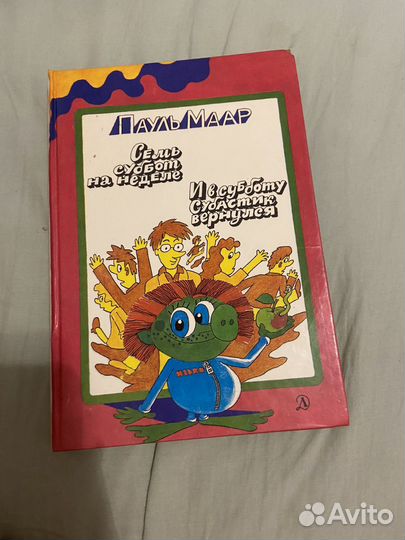 Пауль Маар
Семь
суббот
на неделе
И в субботу
Субастик
вернулся
Д
Avito